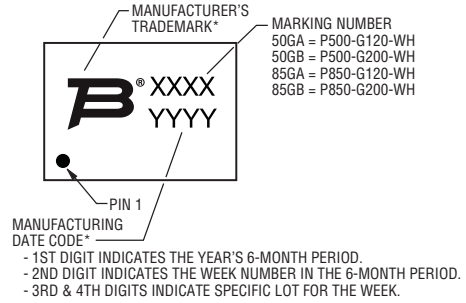 MANUFACTURER'S
TRADEMARK*
MARKING NUMBER
50GA = P500-G120-WH
50GB = P500-G200-WH
85GA = P850-G120-WH
85GB = P850-G200-WH
B® XXXX
YYYY
PIN 1
MANUFACTURING
DATE CODE*
- 1ST DIGIT INDICATES THE YEAR'S 6-MONTH PERIOD.
- 2ND DIGIT INDICATES THE WEEK NUMBER IN THE 6-MONTH PERIOD.
- 3RD & 4TH DIGITS INDICATE SPECIFIC LOT FOR THE WEEK.